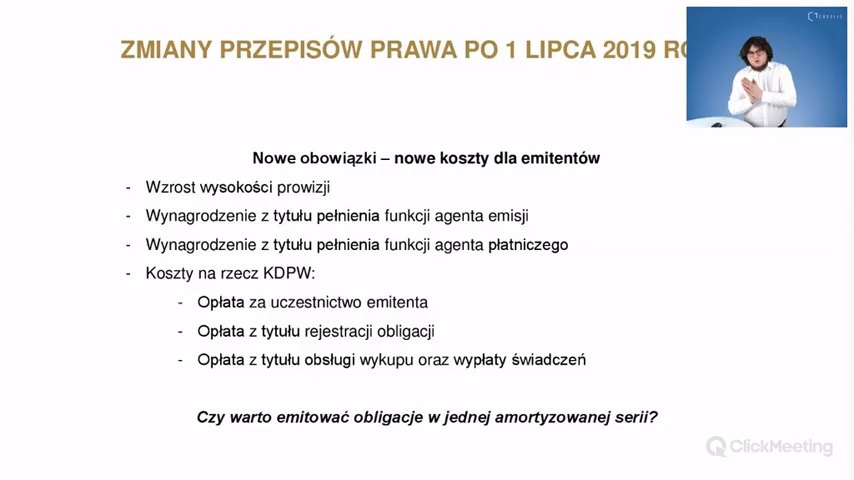 ZMIANY PRZEPISÓW PRAWA PO 1 LIPCA 2019
Nowe obowiązki – nowe koszty dla emitentów
- Wzrost wysokości prowizji
- Wynagrodzenie z tytułu pełnienia funkcji agenta emisji
- Wynagrodzenie z tytułu pełnienia funkcji agenta płatniczego
- Koszty na rzecz KDPW:
- Opłata za uczestnictwo emitenta
- Opłata z tytułu rejestracji obligacji
- Opłata z tytułu obsługi wykupu oraz wypłaty świadczeń
Czy warto emitować obligacje w jednej amortyzowanej serii?
ClickMeeting